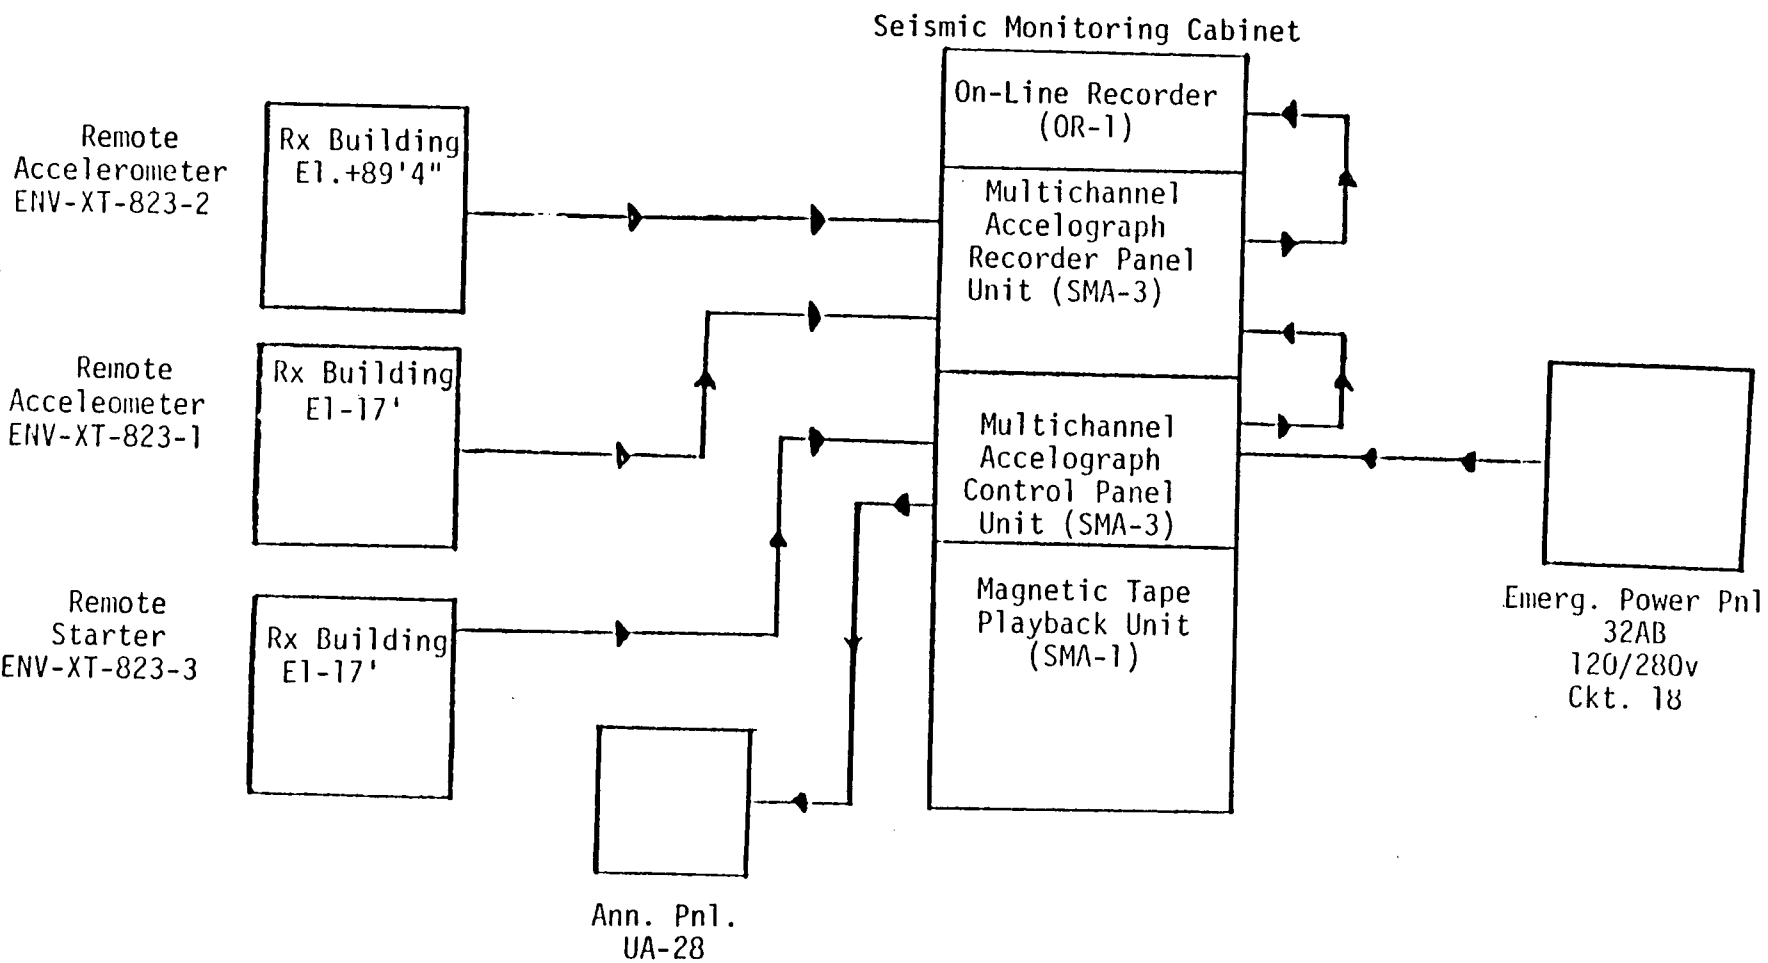 Seismic Monitoring Cabinet
Remote
Accelerometer
ENV-XT-823-2
Rx Building
El.+89'4"
On-Line Recorder
(OR-1)
Multichannel
Accelograph
Recorder Panel
Unit (SMA-3)
Remote
Acceleometer
ENV-XT-823-1
Rx Building
El-17'
Multichannel
Accelograph
Control Panel
Unit (SMA-3)
Remote
Starter
ENV-XT-823-3
Rx Building
El-17'
Magnetic Tape
Playback Unit
(SMA-1)
Emerg. Power Pnl
32AB
120/280v
Ckt. 18
Ann. Pnl.
UA-28